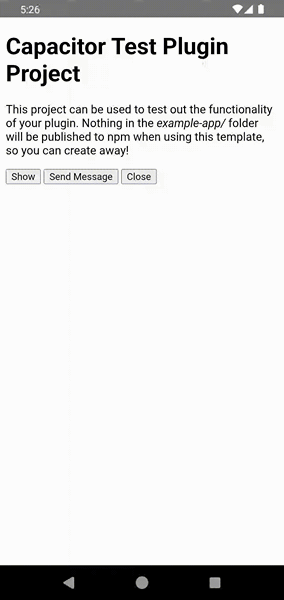 5:26
Capacitor Test Plugin
Project
This project can be used to test out the functionality
of your plugin. Nothing in the example-app/ folder
will be published to npm when using this template,
so you can create away!
Show Send Message Close